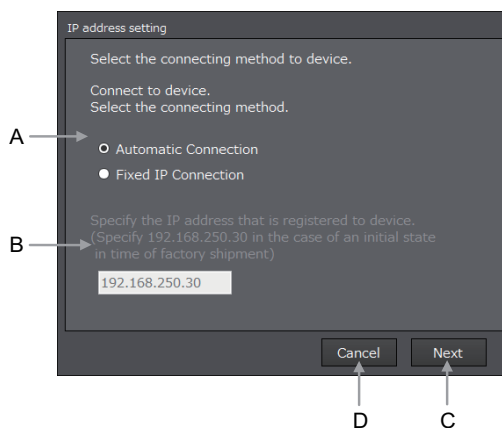 IP address setting
Select the connecting method to device.
Connect to device.
Select the connecting method.
A
Automatic Connection
Fixed IP Connection
Specify the IP address that is registered to device.
B
(Specify 192.168.250.30 in the case of an initial state
in time of factory shipment)
192.168.250.30
Cancel
Next
D
C